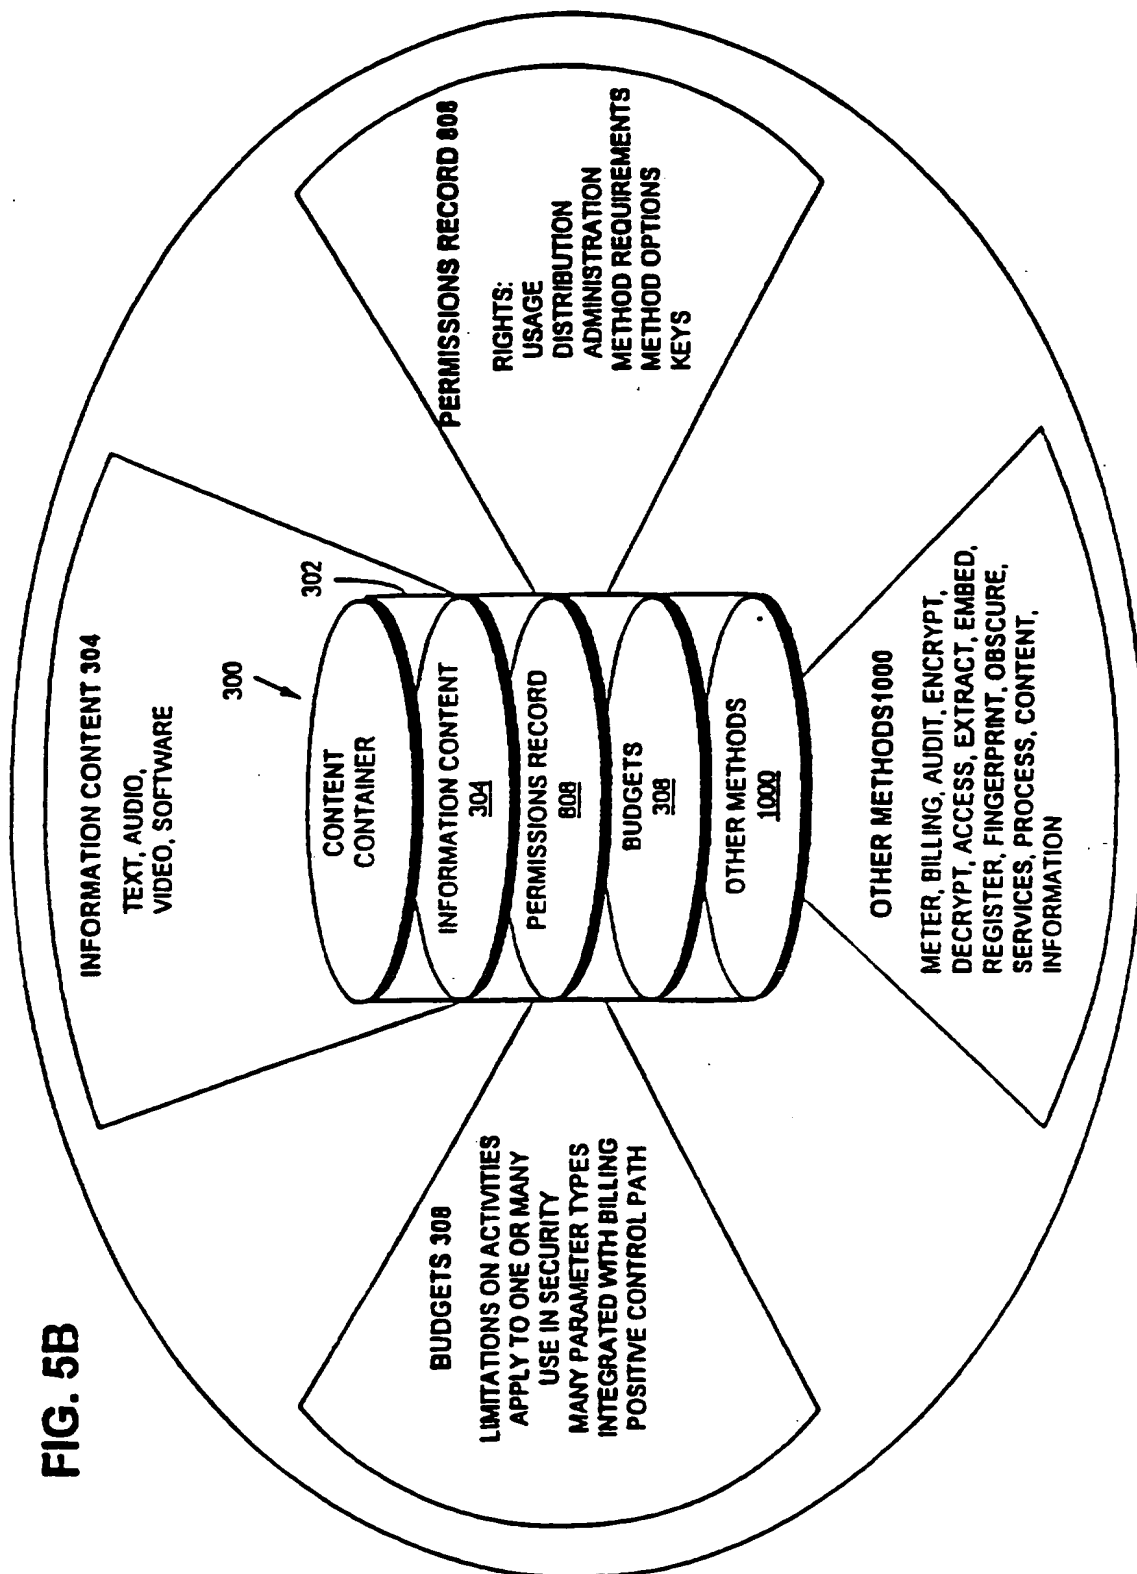 FIG. 5B
INFORMATION CONTENT 304
TEXT, AUDIO,
VIDEO, SOFTWARE
300
302
CONTENT
CONTAINER
INFORMATION CONTENT
304
PERMISSIONS RECORD
808
BUDGETS
308
OTHER METHODS
1000
BUDGETS 308
LIMITATIONS ON ACTIVITIES
APPLY TO ONE OR MANY
USE IN SECURITY
MANY PARAMETER TYPES
INTEGRATED WITH BILLING
POSITIVE CONTROL PATH
PERMISSIONS RECORD 808
RIGHTS:
USAGE
DISTRIBUTION
ADMINISTRATION
METHOD REQUIREMENTS
METHOD OPTIONS
KEYS
OTHER METHODS1000
METER, BILLING, AUDIT, ENCRYPT,
DECRYPT, ACCESS, EXTRACT, EMBED,
REGISTER, FINGERPRINT, OBSCURE,
SERVICES, PROCESS, CONTENT,
INFORMATION